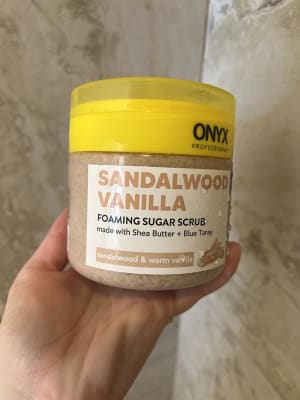 ONYX
PROFESSIONAL
SANDALWOOD
VANILLA
FOAMING SUGAR SCRUB
made with Shea Butter + Blue Tansy
sandalwood & warm vanilla